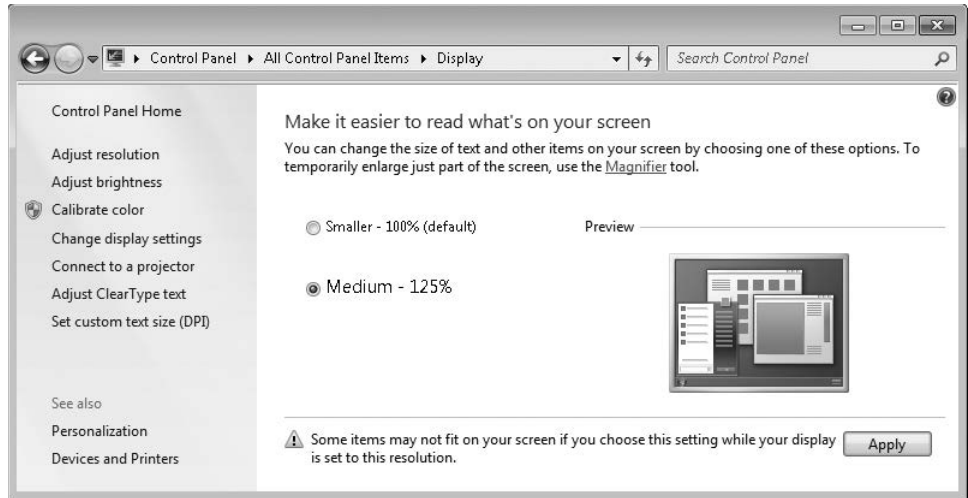 Control Panel ▸ All Control Panel Items ▸ Display
Search Control Panel
Control Panel Home
Adjust resolution
Adjust brightness
Calibrate color
Change display settings
Connect to a projector
Adjust ClearType text
Set custom text size (DPI)
See also
Personalization
Devices and Printers
Make it easier to read what's on your screen
You can change the size of text and other items on your screen by choosing one of these options. To
temporarily enlarge just part of the screen, use the Magnifier tool.
Smaller - 100% (default)
Preview
Medium - 125%
Some items may not fit on your screen if you choose this setting while your display
is set to this resolution.
Apply